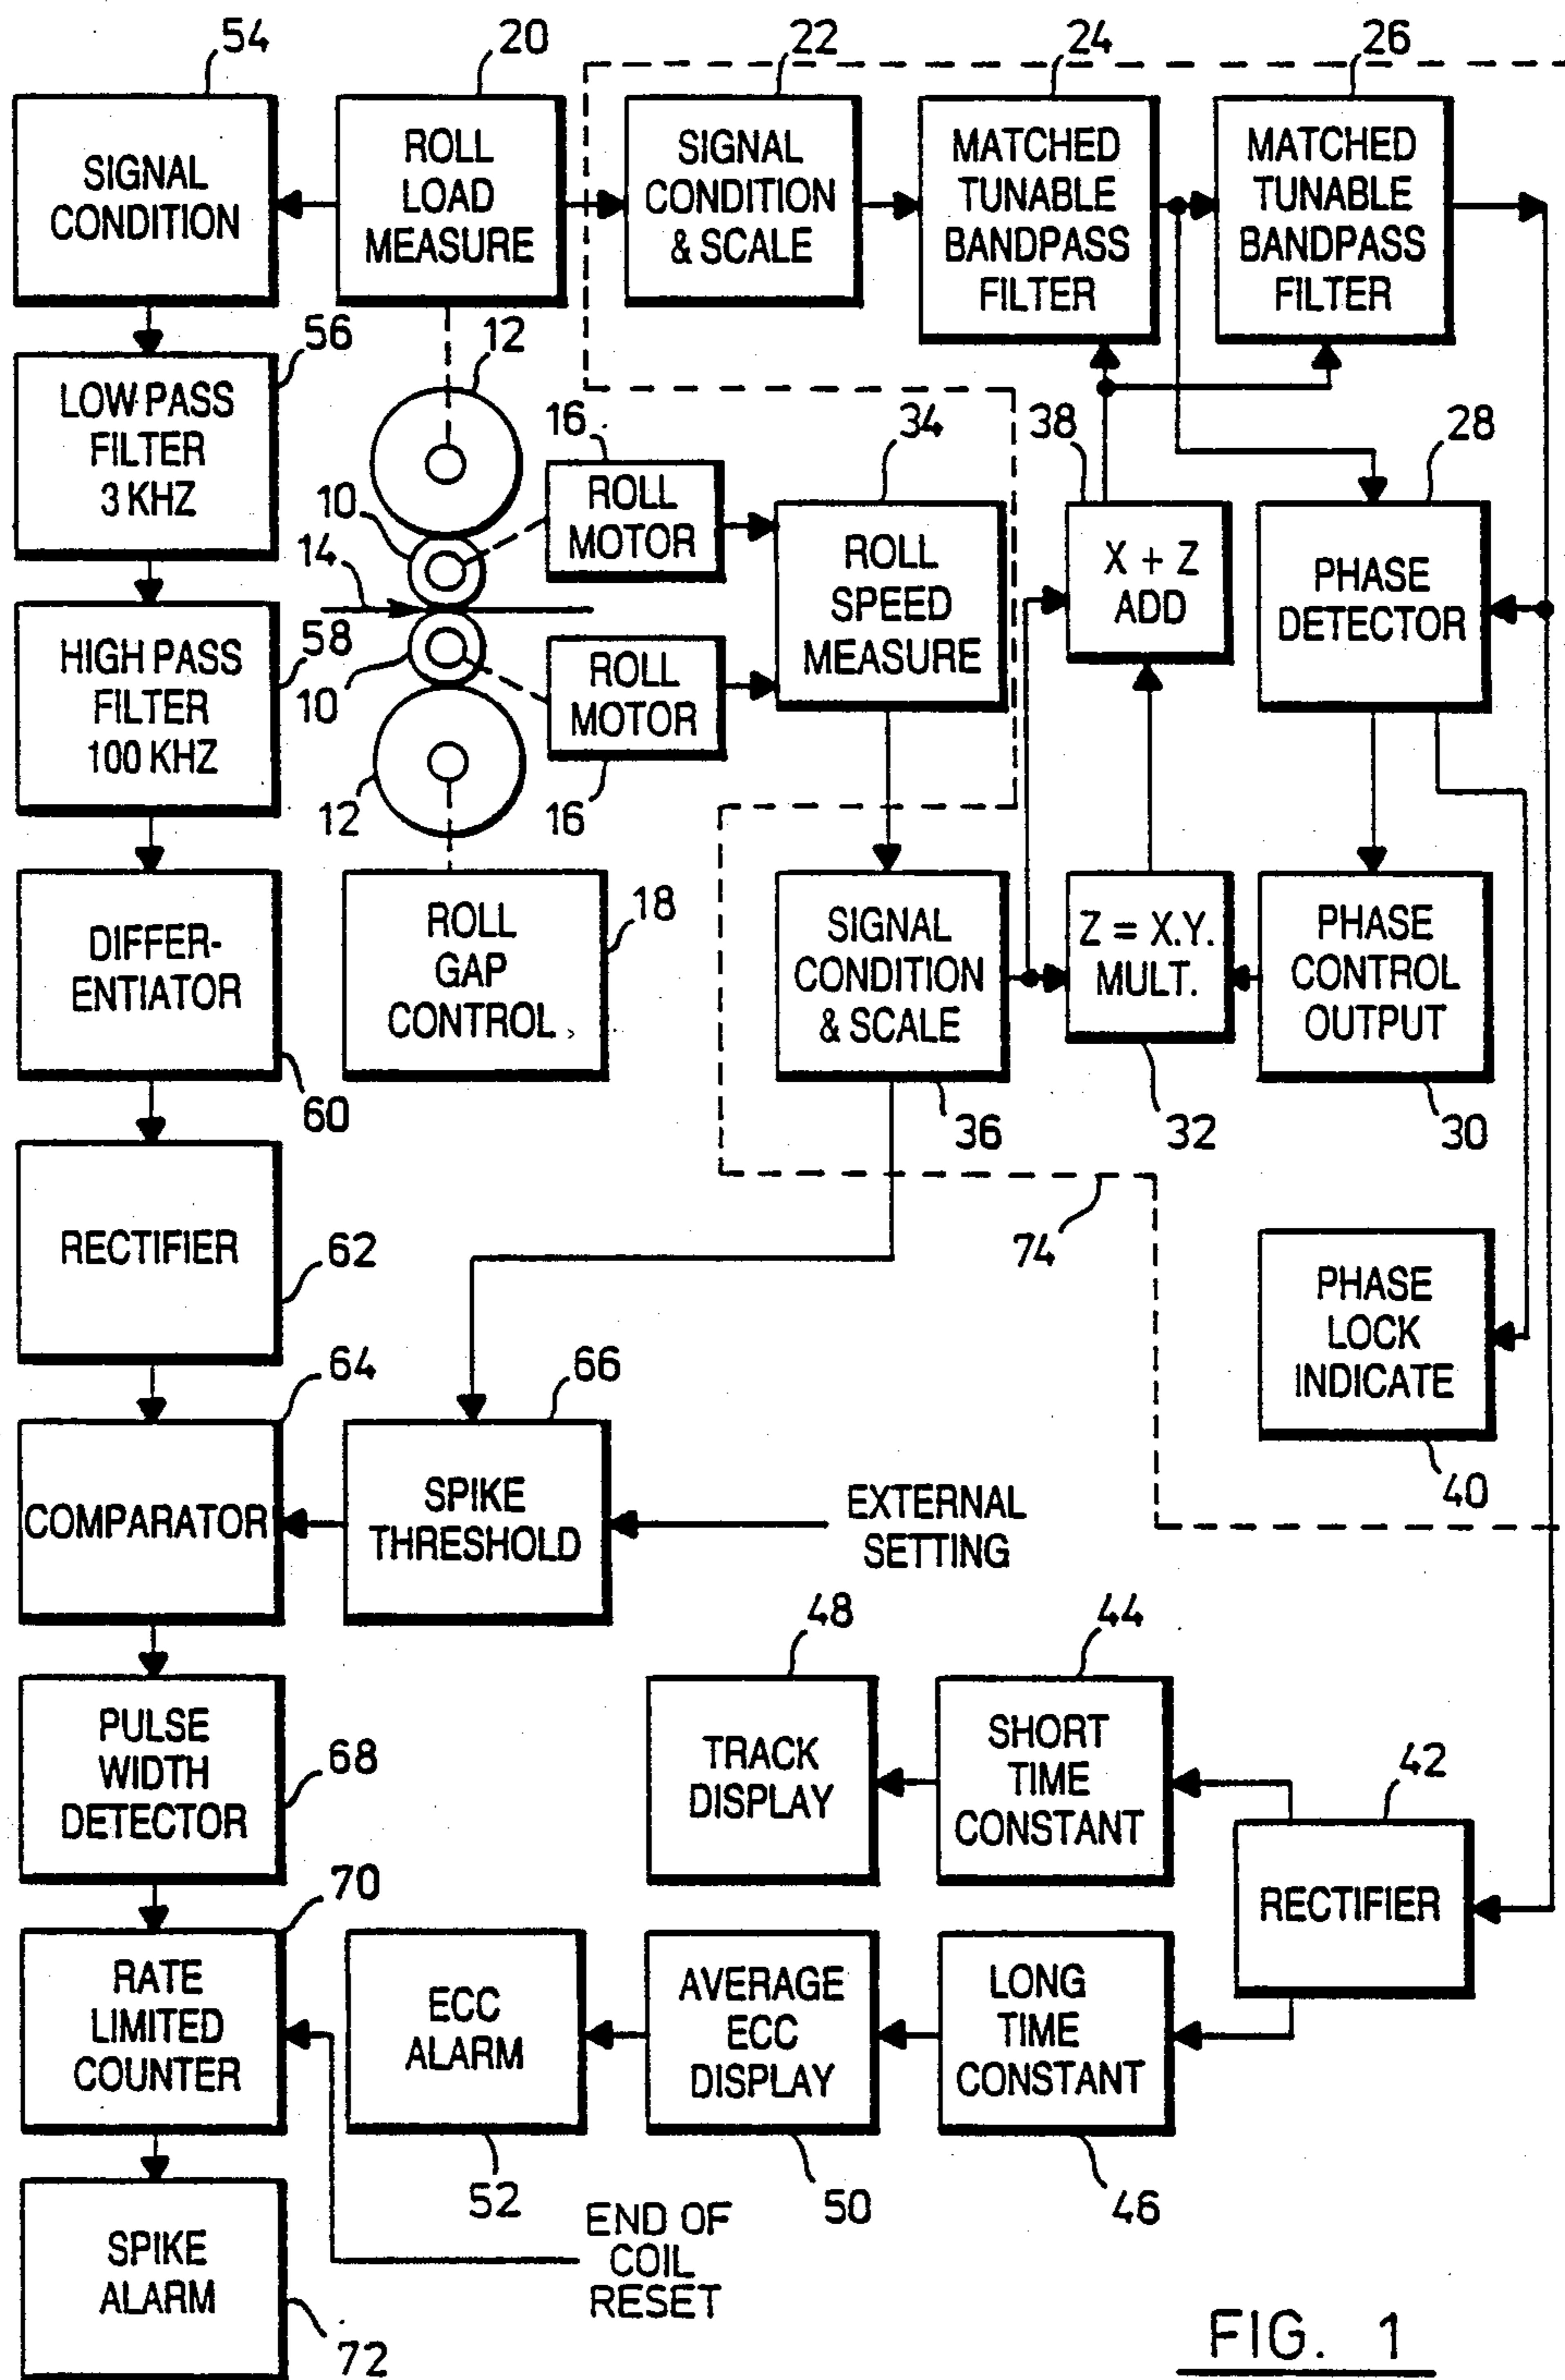 54
20
22
24
26
SIGNAL
CONDITION
ROLL
LOAD
MEASURE
SIGNAL
CONDITION
& SCALE
MATCHED
TUNABLE
BANDPASS
FILTER
MATCHED
TUNABLE
BANDPASS
FILTER
56
12
LOW PASS
FILTER
3 KHZ
16
34
38
28
10
ROLL
MOTOR
14
ROLL
SPEED
MEASURE
X + Z
ADD
PHASE
DETECTOR
HIGH PASS
FILTER
100 KHZ
58
10
ROLL
MOTOR
12
16
DIFFER-
ENTIATOR
60
ROLL
GAP
CONTROL
18
SIGNAL
CONDITION
& SCALE
36
Z = X.Y.
MULT.
32
PHASE
CONTROL
OUTPUT
30
RECTIFIER
62
74
PHASE
LOCK
INDICATE
40
64
66
COMPARATOR
SPIKE
THRESHOLD
EXTERNAL
SETTING
48
44
PULSE
WIDTH
DETECTOR
68
TRACK
DISPLAY
SHORT
TIME
CONSTANT
42
RECTIFIER
70
RATE
LIMITED
COUNTER
ECC
ALARM
52
AVERAGE
ECC
DISPLAY
50
LONG
TIME
CONSTANT
46
END OF
COIL
RESET
SPIKE
ALARM
72
FIG. 1